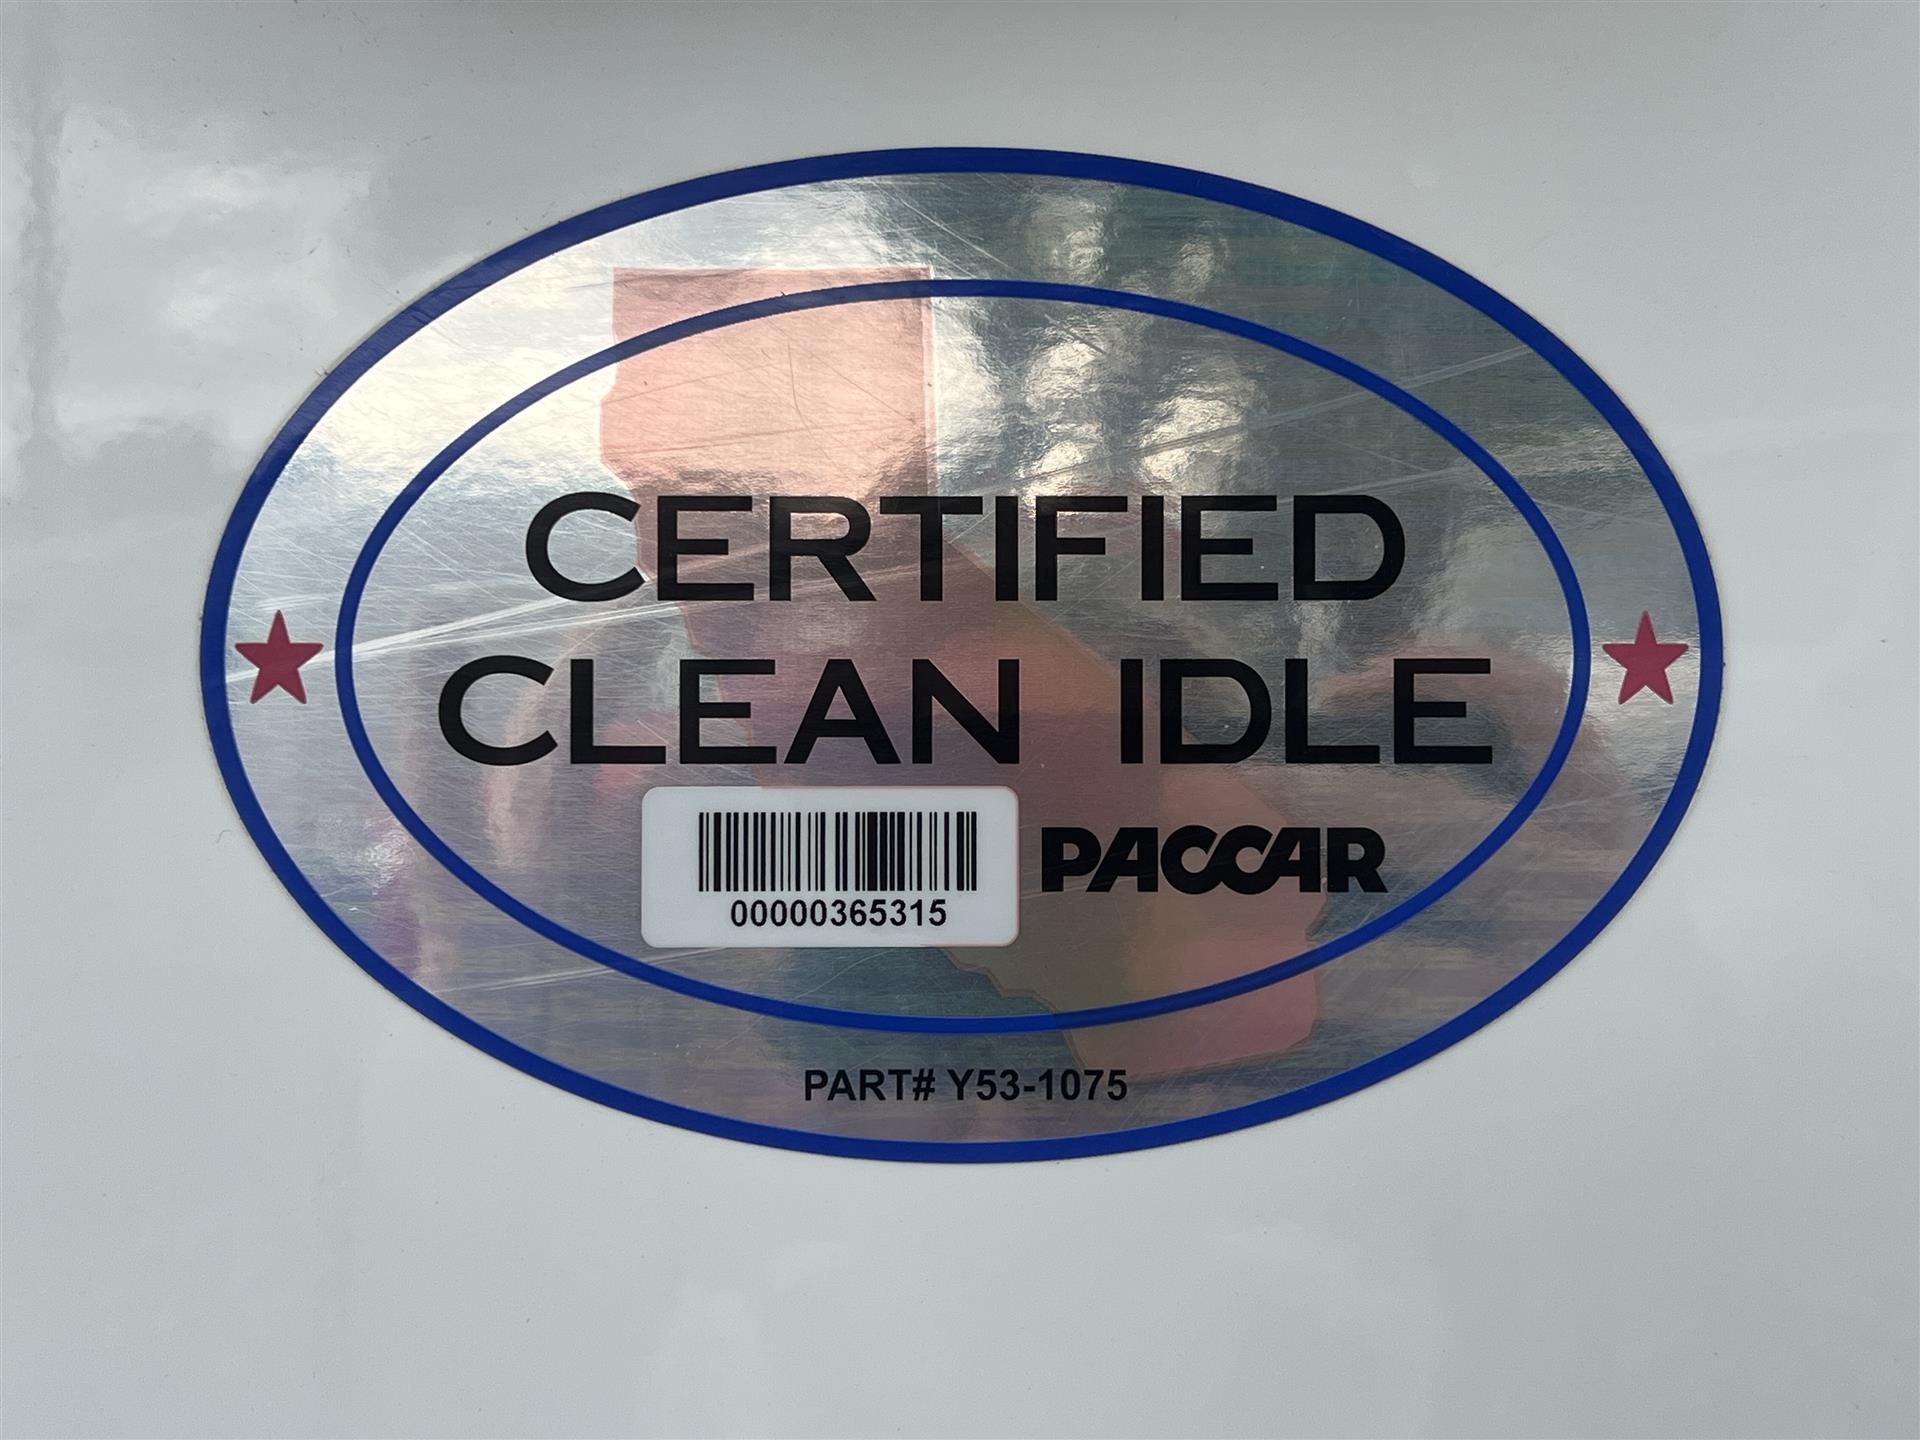 CERTIFIED
CLEAN IDLE
PACCAR
00000365315
PART# Y53-1075